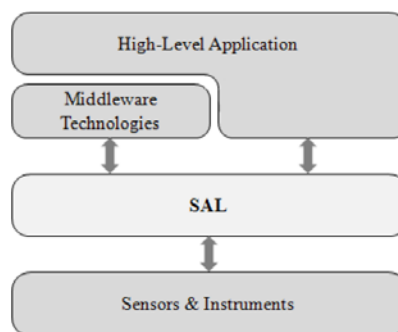 High-Level Application
Middleware
Technologies
SAL
Sensors & Instruments